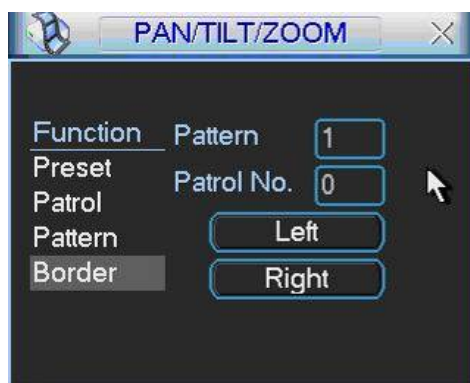 PAN/TILT/ZOOM
Function
Preset
Patrol
Pattern
Border
Pattern 1
Patrol No. 0
Left
Right